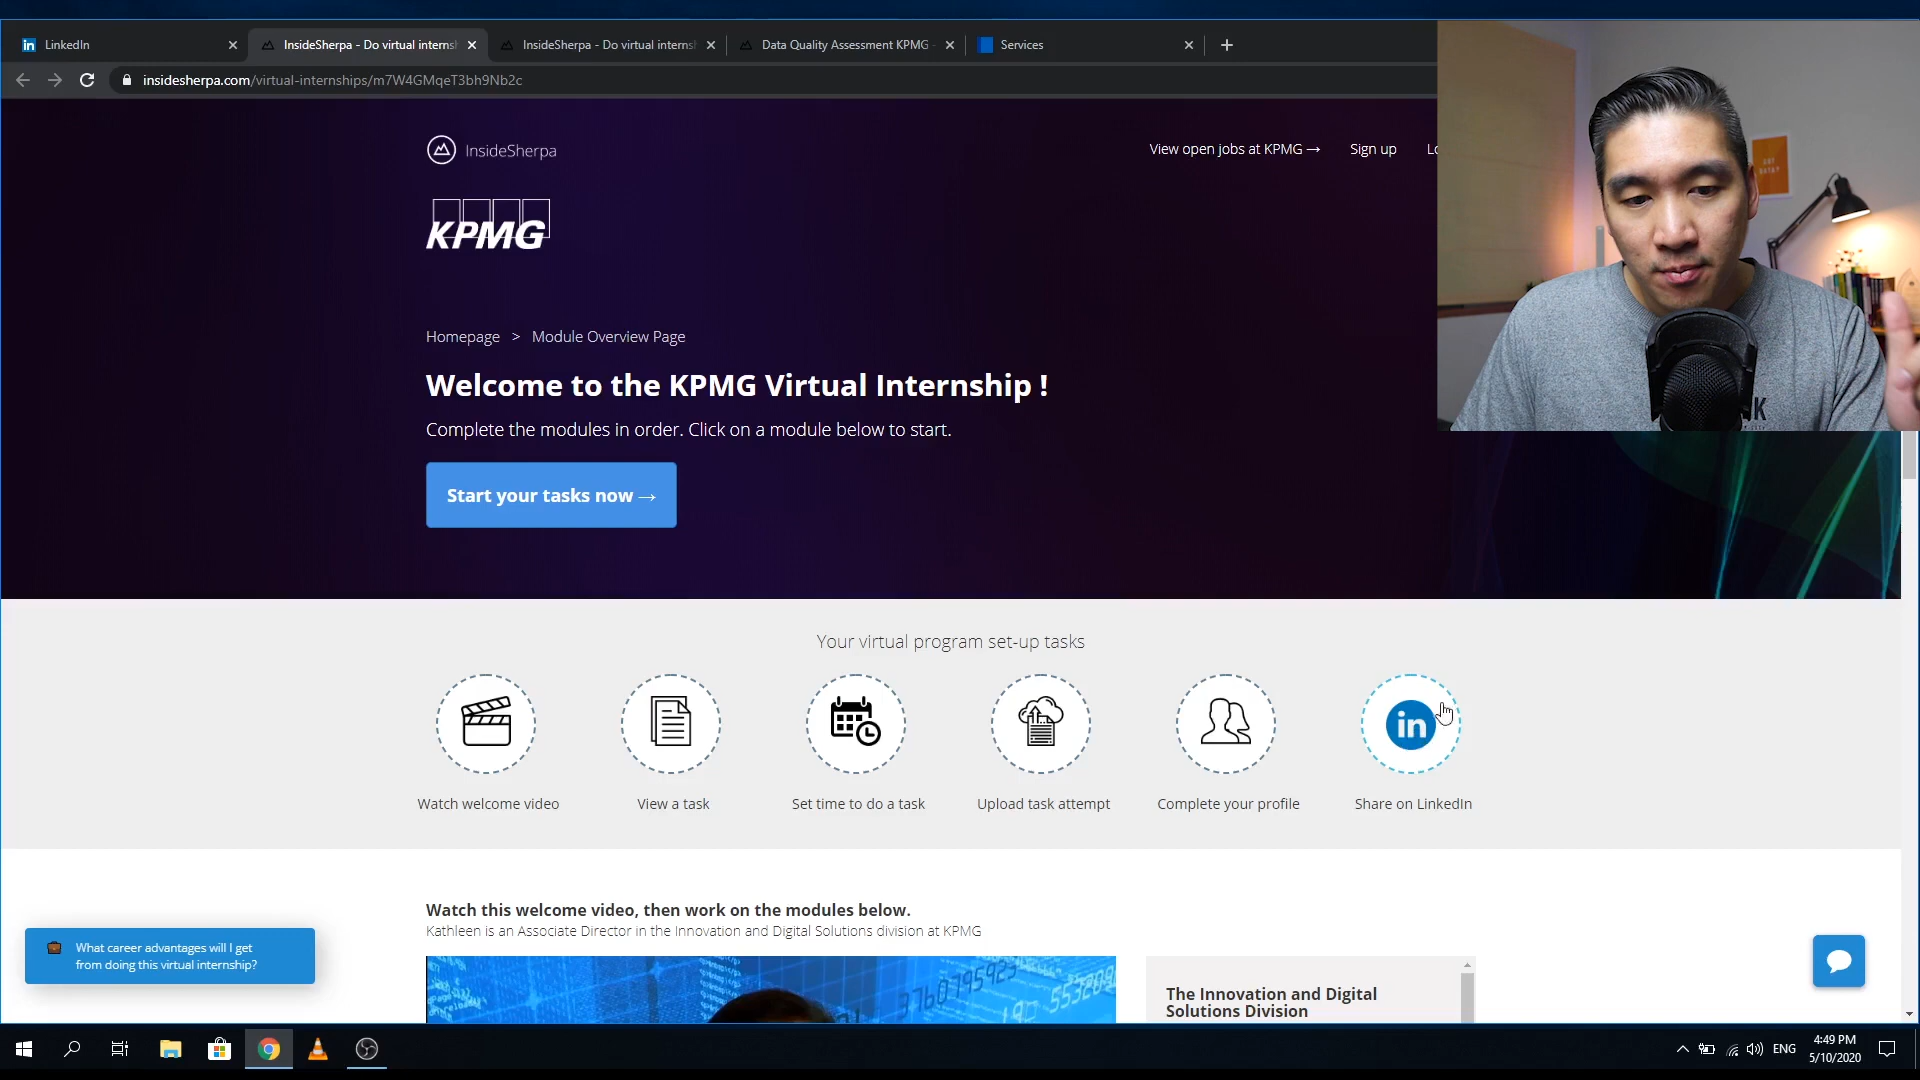 LinkedIn
InsideSherpa - Do virtual interns
InsideSherpa - Do virtual interns
Data Quality Assessment KPMG -
Services
insidesherpa.com/virtual-internships/m7W4GMqeT3bh9Nb2c
InsideSherpa
View open jobs at KPMG →
Sign up
KPMG
Homepage > Module Overview Page
Welcome to the KPMG Virtual Internship !
Complete the modules in order. Click on a module below to start.
Start your tasks now →
Your virtual program set-up tasks
in
Watch welcome video
View a task
Set time to do a task
Upload task attempt
Complete your profile
Share on LinkedIn
Watch this welcome video, then work on the modules below.
Kathleen is an Associate Director in the Innovation and Digital Solutions division at KPMG
What career advantages will I get
from doing this virtual internship?
The Innovation and Digital
Solutions Division
ENG
4:49 PM
5/10/2020